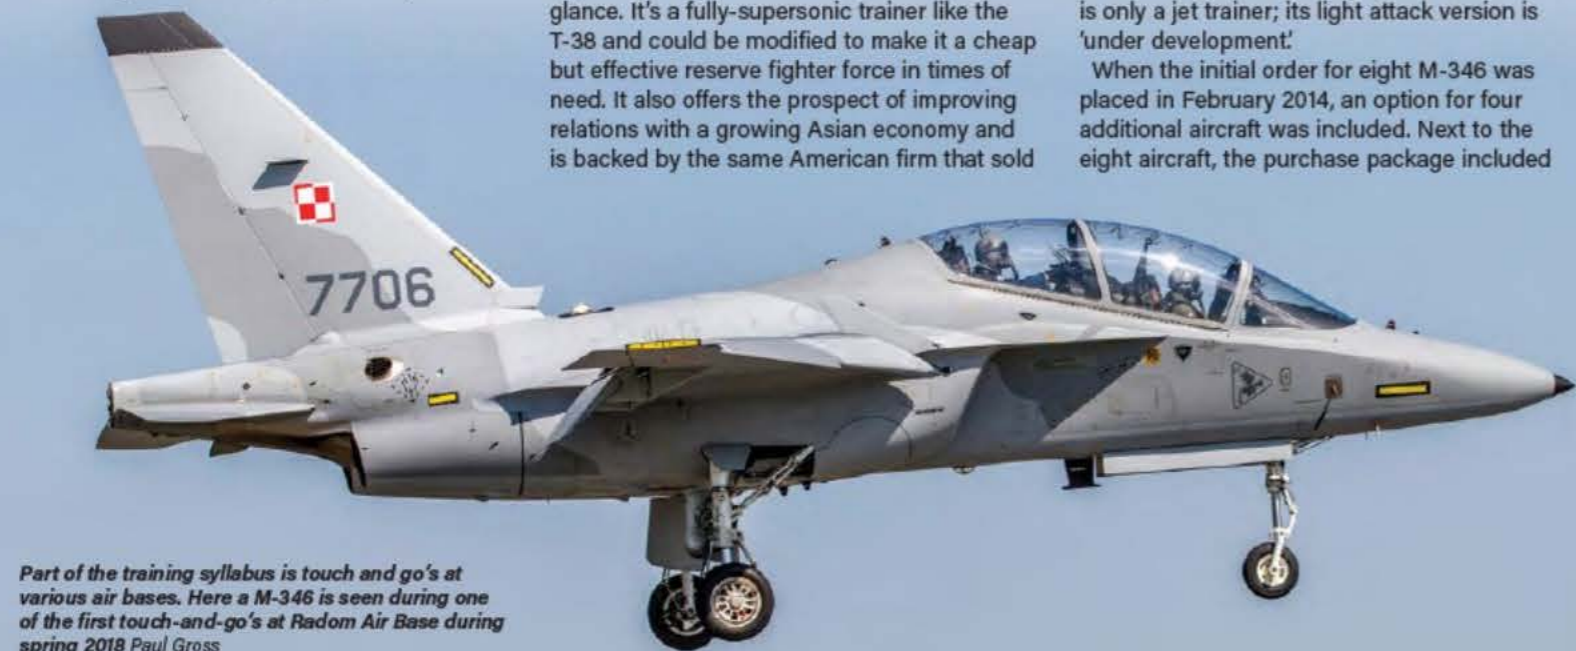 glance. It's a fully-supersonic trainer like the
T-38 and could be modified to make it a cheap
but effective reserve fighter force in times of
need. It also offers the prospect of improving
relations with a growing Asian economy and
is backed by the same American firm that sold
is only a jet trainer; its light attack version is
'under development.'
When the initial order for eight M-346 was
placed in February 2014, an option for four
additional aircraft was included. Next to the
eight aircraft, the purchase package included
7706
Part of the training syllabus is touch and go's at
various air bases. Here a M-346 is seen during one
of the first touch-and-go's at Radom Air Base during
spring 2018 Paul Gross